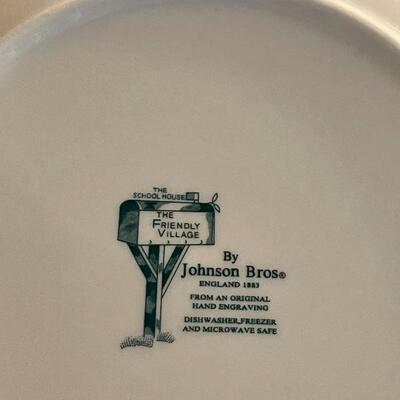 THE
SCHOOL HOUSE
THE
FRIENDLY
VILLAGE
By
Johnson Bros®
ENGLAND 1883
FROM AN ORIGINAL
HAND ENGRAVING
DISHWASHER,FREEZER
AND MICROWAVE SAFE